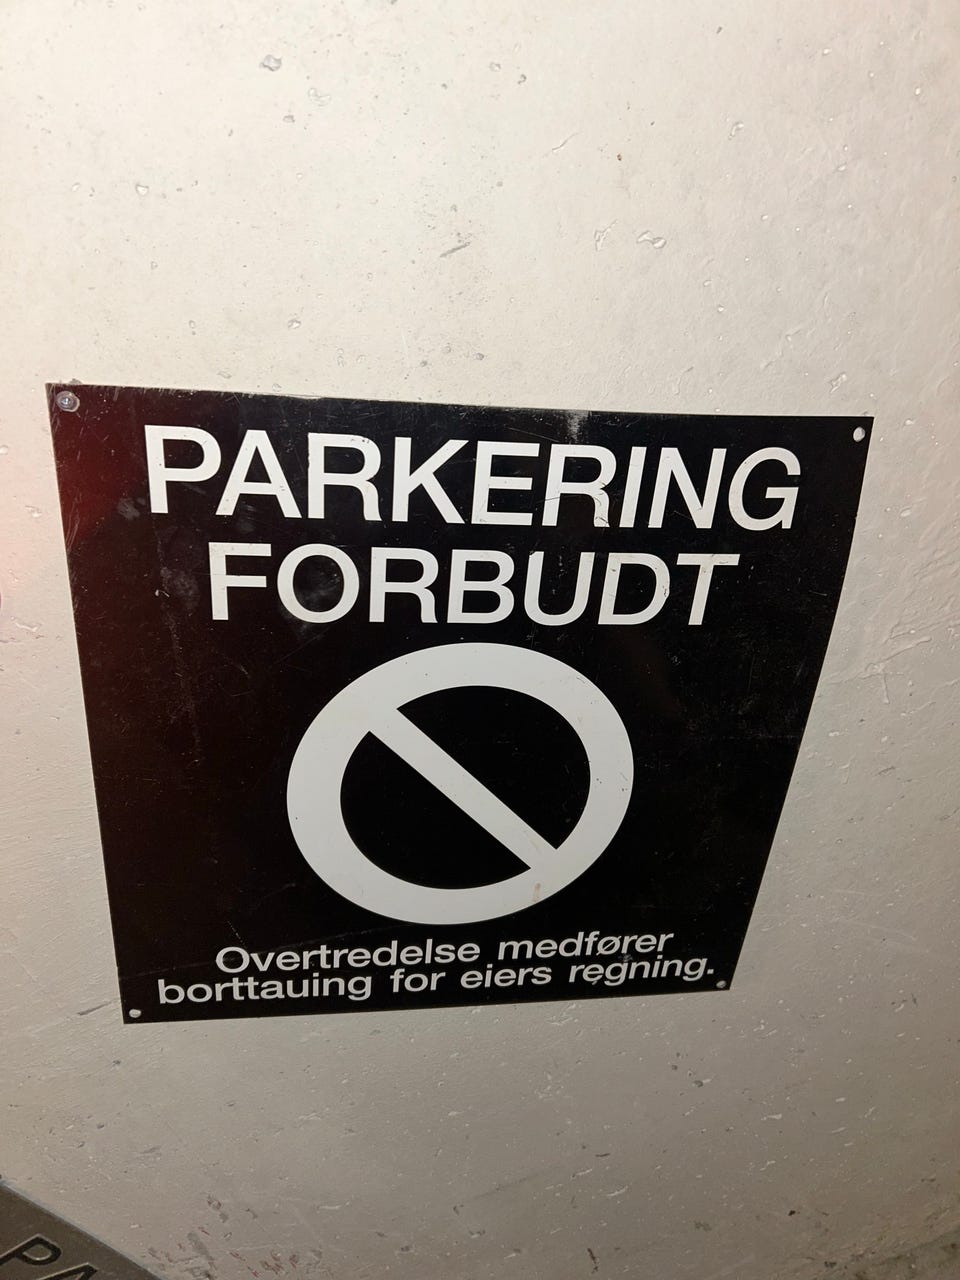 PARKERING
FORBUDT
Overtredelse medfører
borttauing for eiers regning.